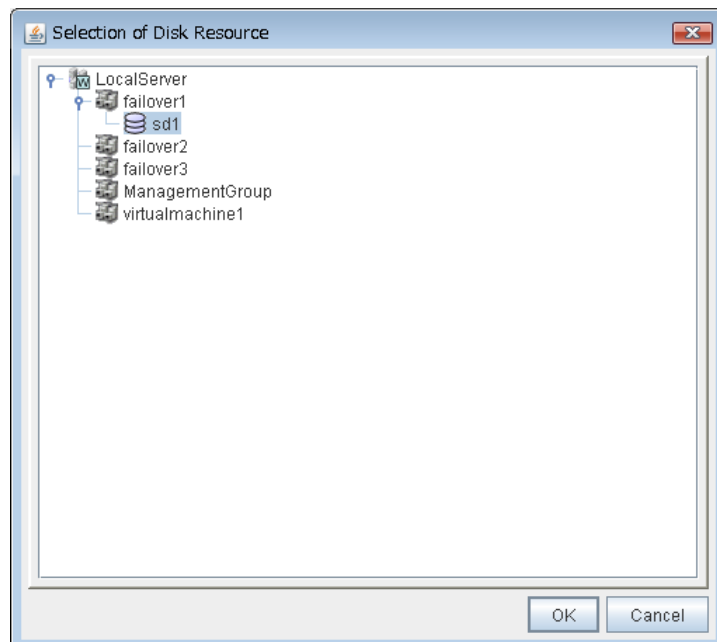 Selection of Disk Resource
LocalServer
failover1
sd1
failover2
failover3
ManagementGroup
virtualmachine1
OK Cancel